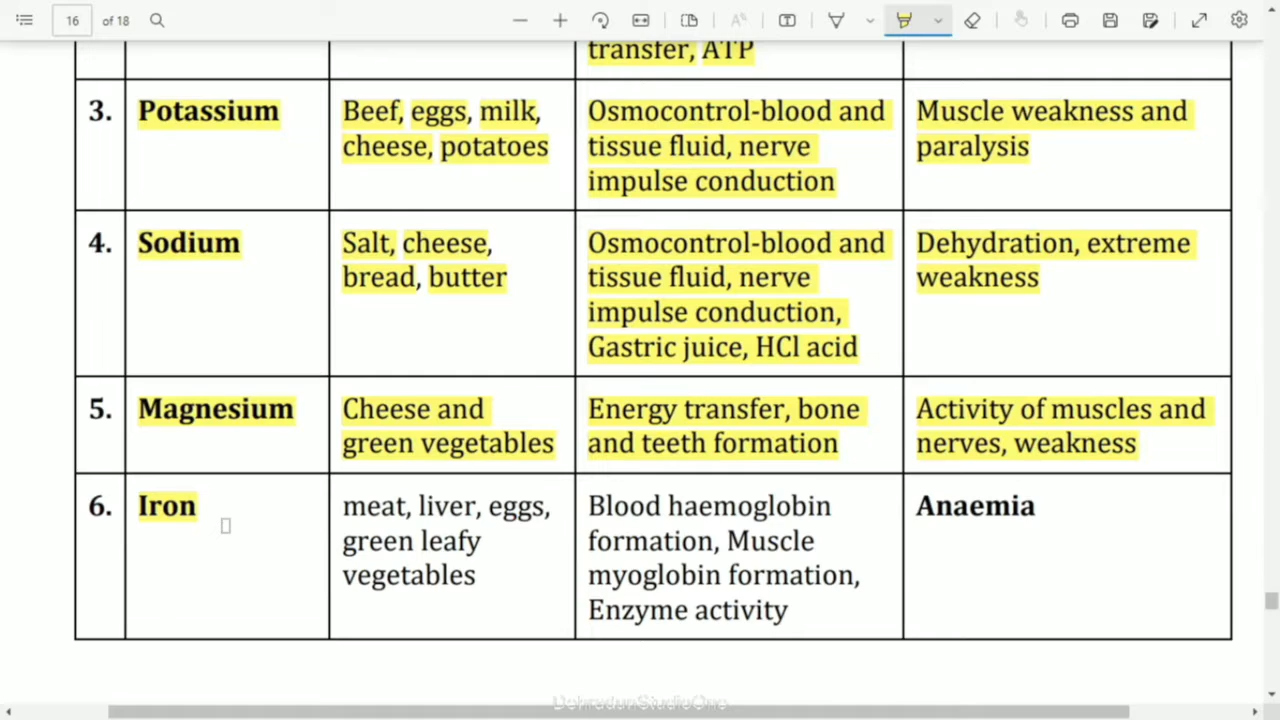 16 of 18
transfer, ATP
3. Potassium Beef, eggs, milk, Osmocontrol-blood and Muscle weakness and
cheese, potatoes tissue fluid, nerve paralysis
impulse conduction
4. Sodium Salt, cheese, Osmocontrol-blood and Dehydration, extreme
bread, butter tissue fluid, nerve weakness
impulse conduction,
Gastric juice, HCl acid
5. Magnesium Cheese and Energy transfer, bone Activity of muscles and
green vegetables and teeth formation nerves, weakness
6. Iron meat, liver, eggs, Blood haemoglobin Anaemia
green leafy formation, Muscle
vegetables myoglobin formation,
Enzyme activity
DehradunStudieOne